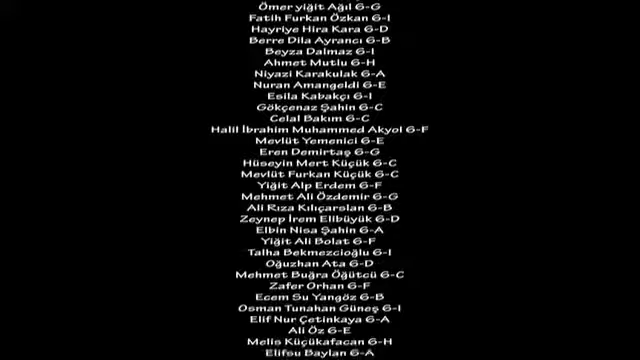 Ömer yiğit Ağıl 6-G
Fatih Furkan Özkan 6-I
Hayriye Hira Kara 6-D
Berre Dila Ayrancı 6-B
Beyza Dalmaz 6-I
Ahmet Mutlu 6-H
Niyazi Karakulak 6-A
Nuran Amangeldi 6-E
Esila Kabakçı 6-I
Gökçenaz Şahin 6-C
Celal Bakım 6-C
Halil İbrahim Muhammed Akyol 6-F
Mevlüt Yemenici 6-E
Eren Demirtaş 6-G
Hüseyin Mert Küçük 6-C
Mevlüt Furkan Küçük 6-C
Yiğit Alp Erdem 6-F
Mehmet Ali Özdemir 6-G
Ali Rıza Kılıçarslan 6-B
Zeynep İrem Elibüyük 6-D
Elbin Nisa Şahin 6-A
Yiğit Ali Bolat 6-F
Talha Bekmezcioğlu 6-I
Oğuzhan Ata 6-D
Mehmet Buğra Öğütcü 6-C
Zafer Orhan 6-F
Ecem Su Yangöz 6-B
Osman Tunahan Güneş 6-I
Elif Nur Çetinkaya 6-A
Ali Öz 6-E
Melis Küçükafacan 6-H
Elifsu Baylan 6-A